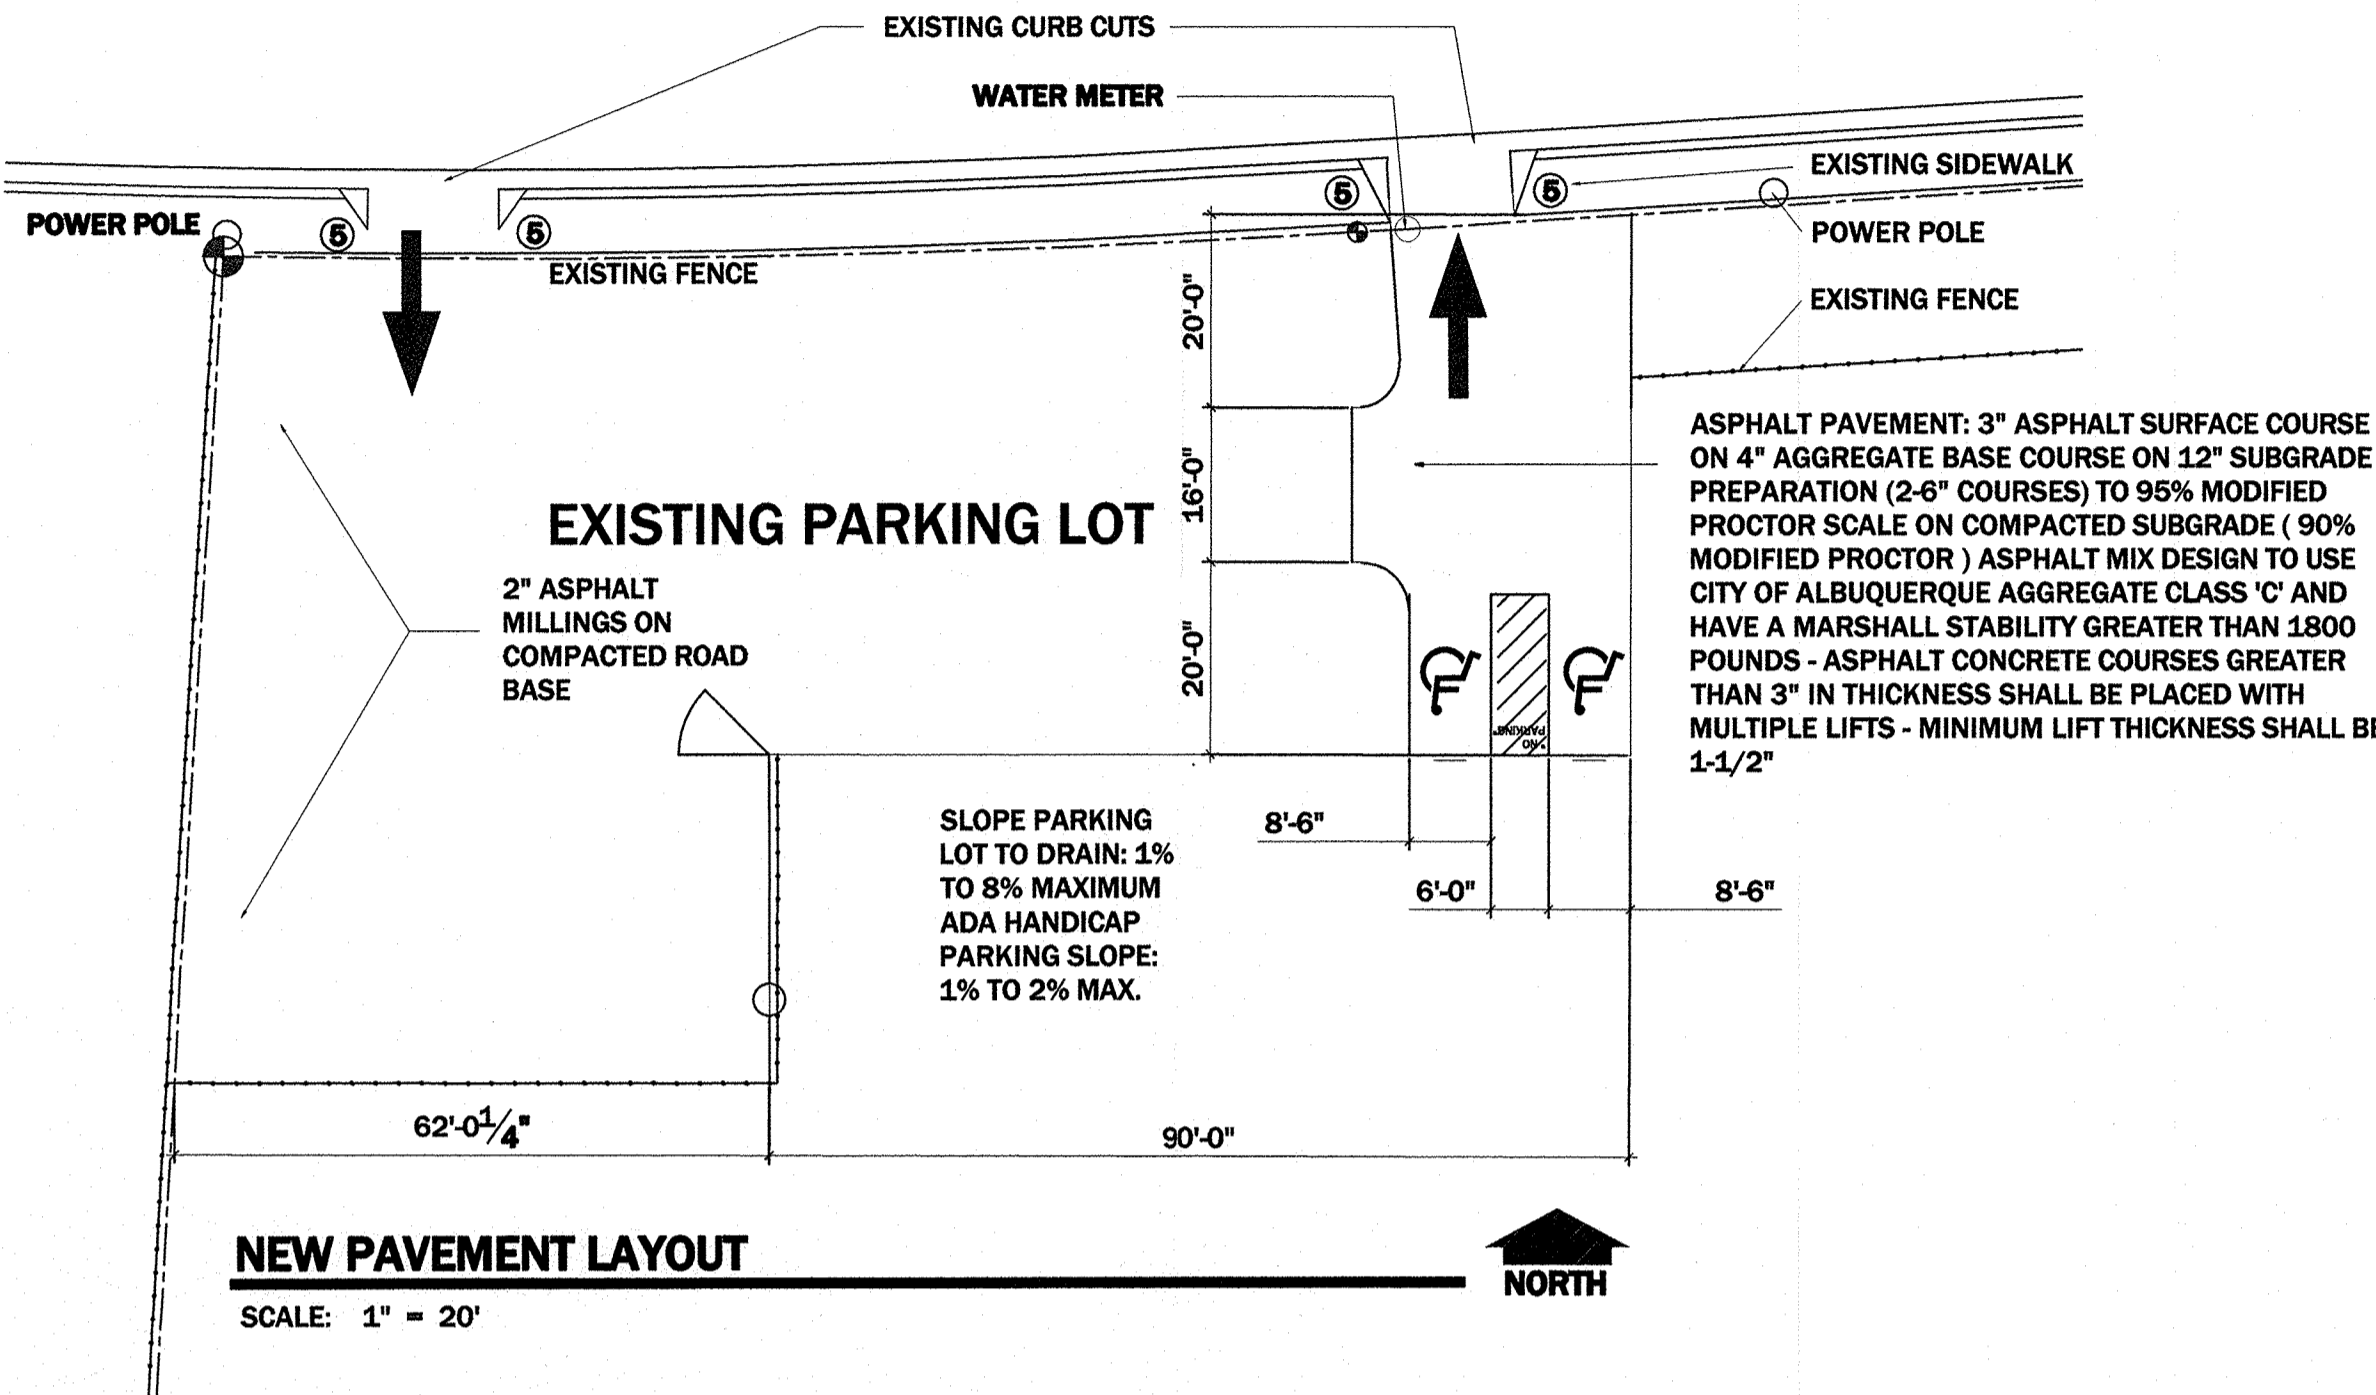 EXISTING CURB CUTS
WATER METER
EXISTING SIDEWALK
5
5
5
5
POWER POLE
POWER POLE
EXISTING FENCE
EXISTING FENCE
20'-0"
16'-0"
20'-0"
ASPHALT PAVEMENT: 3" ASPHALT SURFACE COURSE
ON 4" AGGREGATE BASE COURSE ON 12" SUBGRADE
PREPARATION (2-6" COURSES) TO 95% MODIFIED
PROCTOR SCALE ON COMPACTED SUBGRADE ( 90%
MODIFIED PROCTOR ) ASPHALT MIX DESIGN TO USE
CITY OF ALBUQUERQUE AGGREGATE CLASS 'C' AND
HAVE A MARSHALL STABILITY GREATER THAN 1800
POUNDS - ASPHALT CONCRETE COURSES GREATER
THAN 3" IN THICKNESS SHALL BE PLACED WITH
MULTIPLE LIFTS - MINIMUM LIFT THICKNESS SHALL BE
1-1/2"
EXISTING PARKING LOT
2" ASPHALT
MILLINGS ON
COMPACTED ROAD
BASE
"NO
PARKING"
SLOPE PARKING
LOT TO DRAIN: 1%
TO 8% MAXIMUM
ADA HANDICAP
PARKING SLOPE:
1% TO 2% MAX.
8'-6"
6'-0"
8'-6"
62'-0 1/4"
90'-0"
NEW PAVEMENT LAYOUT
NORTH
SCALE: 1" = 20'